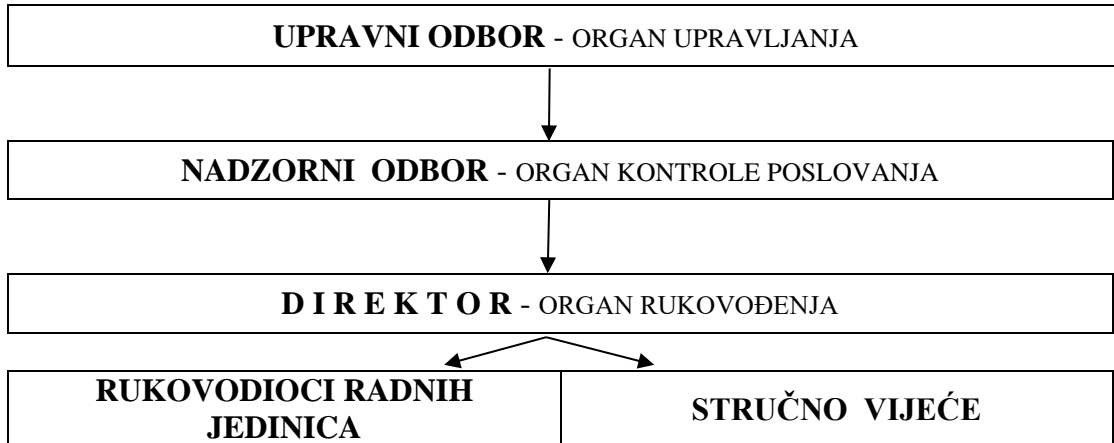 UPRAVNI ODBOR - ORGAN UPRAVLJANJA
NADZORNI ODBOR - ORGAN KONTROLE POSLOVANJA
D I R E K T O R - ORGAN RUKOVOĐENJA
RUKOVODIOCI RADNIH
JEDINICA
STRUČNO VIJEĆE